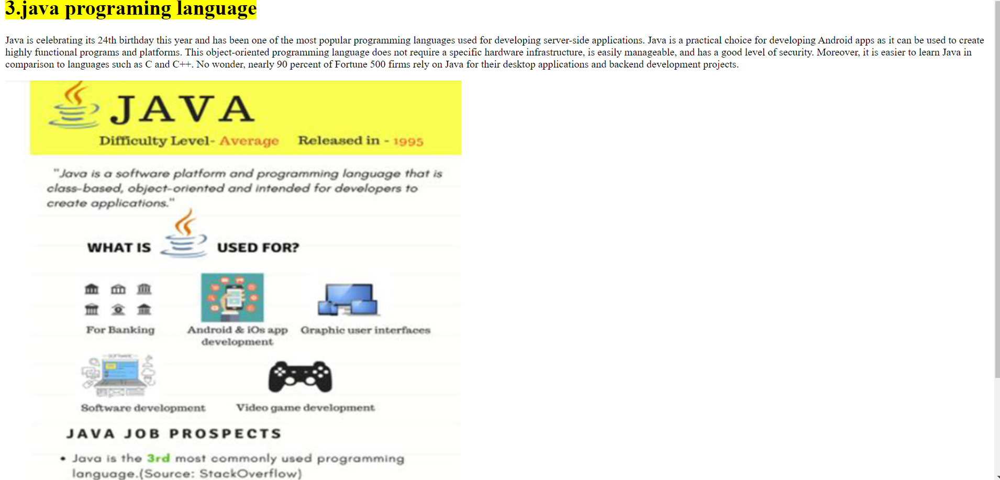 3.java programing language
Java is celebrating its 24th birthday this year and has been one of the most popular programming languages used for developing server-side applications. Java is a practical choice for developing Android apps as it can be used to create
highly functional programs and platforms. This object-oriented programming language does not require a specific hardware infrastructure, is easily manageable, and has a good level of security. Moreover, it is easier to learn Java in
comparison to languages such as C and C++. No wonder, nearly 90 percent of Fortune 500 firms rely on Java for their desktop applications and backend development projects.
JAVA
Difficulty Level- Average Released in - 1995
"Java is a software platform and programming language that is
class-based, object-oriented and intended for developers to
create applications."
WHAT IS USED FOR?
For Banking Android & iOs app Graphic user interfaces
development
SOFTWARE
Software development Video game development
JAVA JOB PROSPECTS
• Java is the 3rd most commonly used programming
language.(Source: StackOverflow)